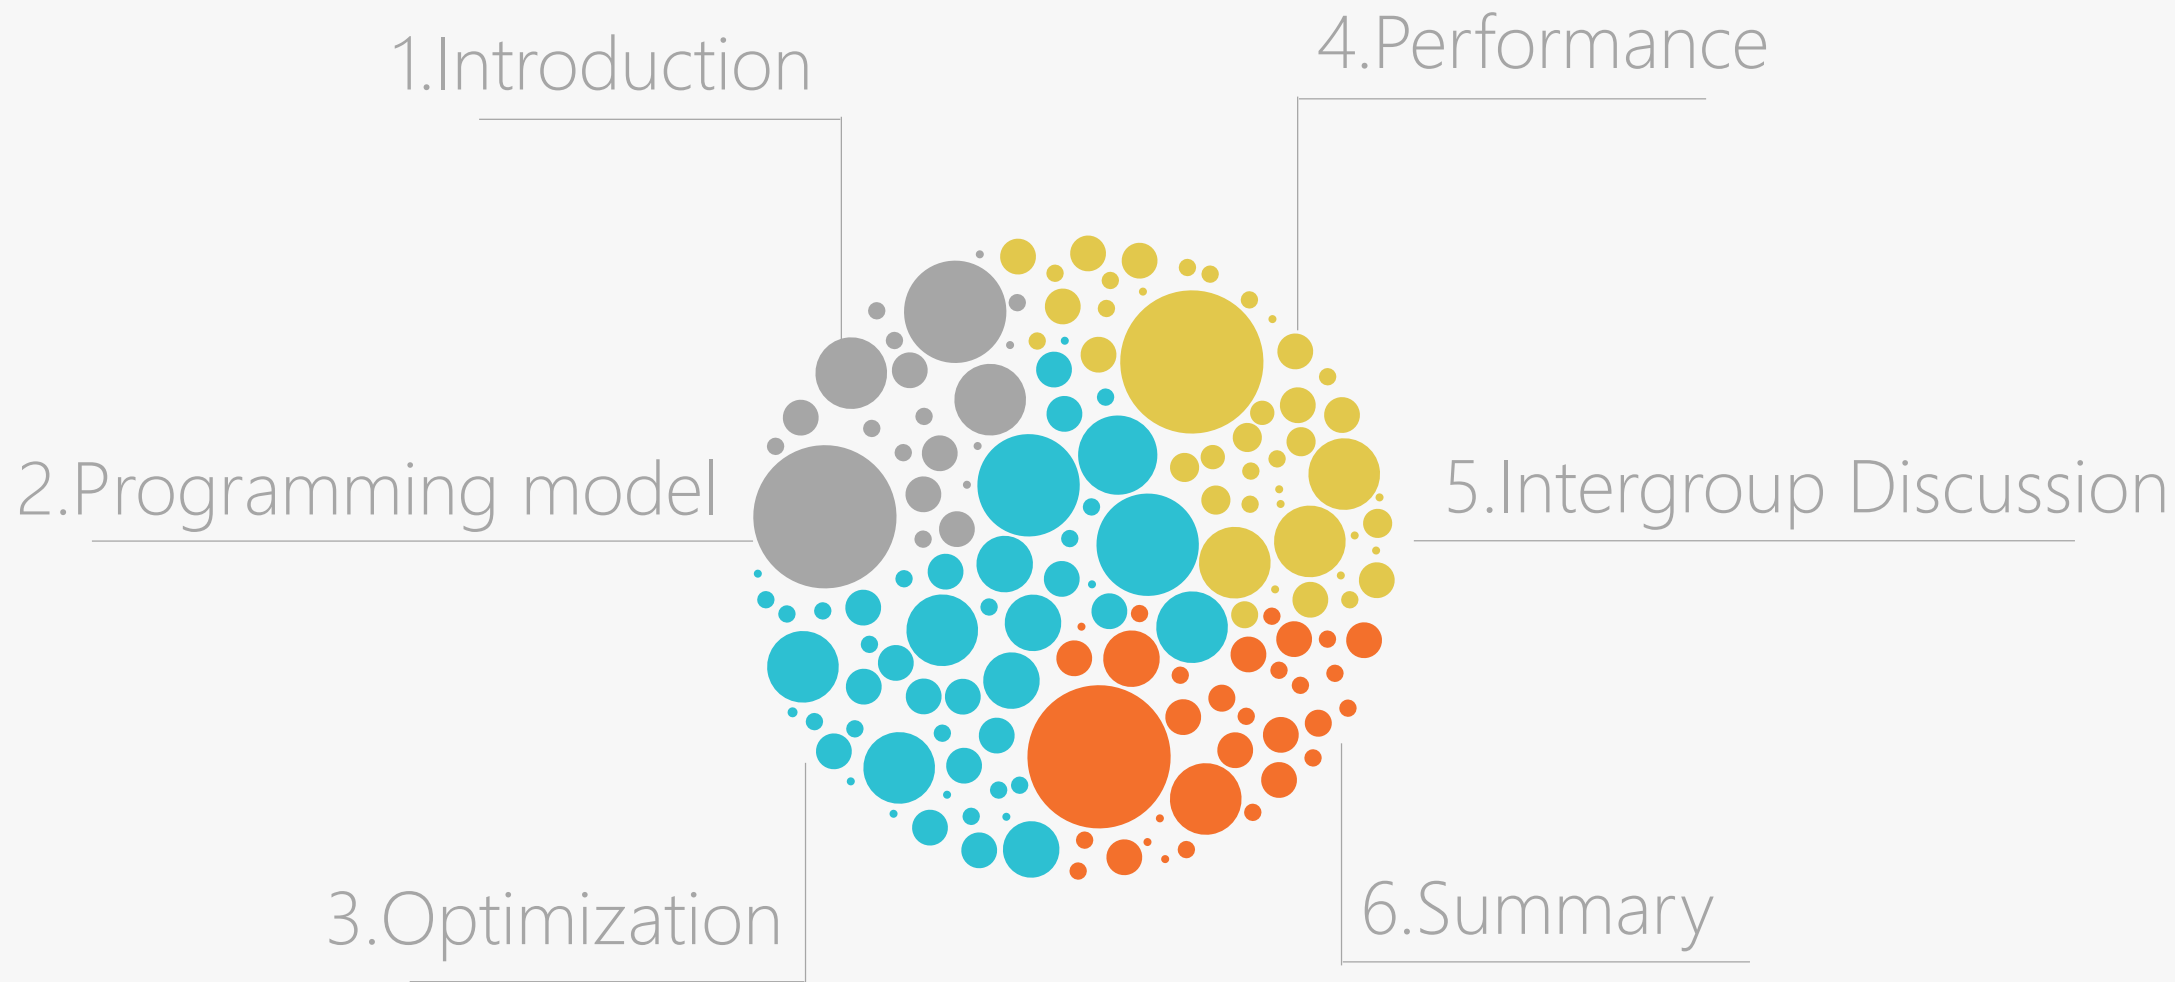 1.Introduction
2.Programming model
3.Optimization
4.Performance
5.Intergroup Discussion
6.Summary